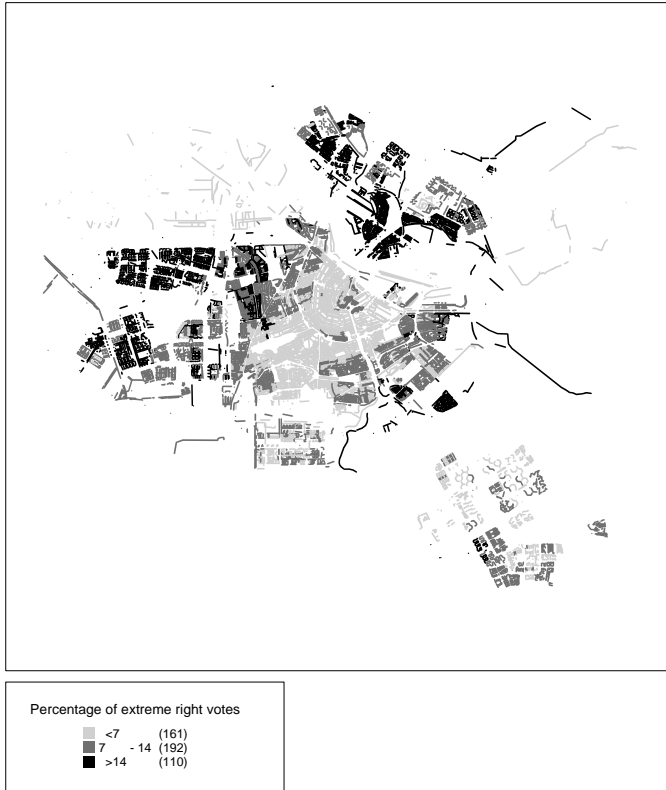 Percentage of extreme right votes
<7 (161)
7 - 14 (192)
>14 (110)